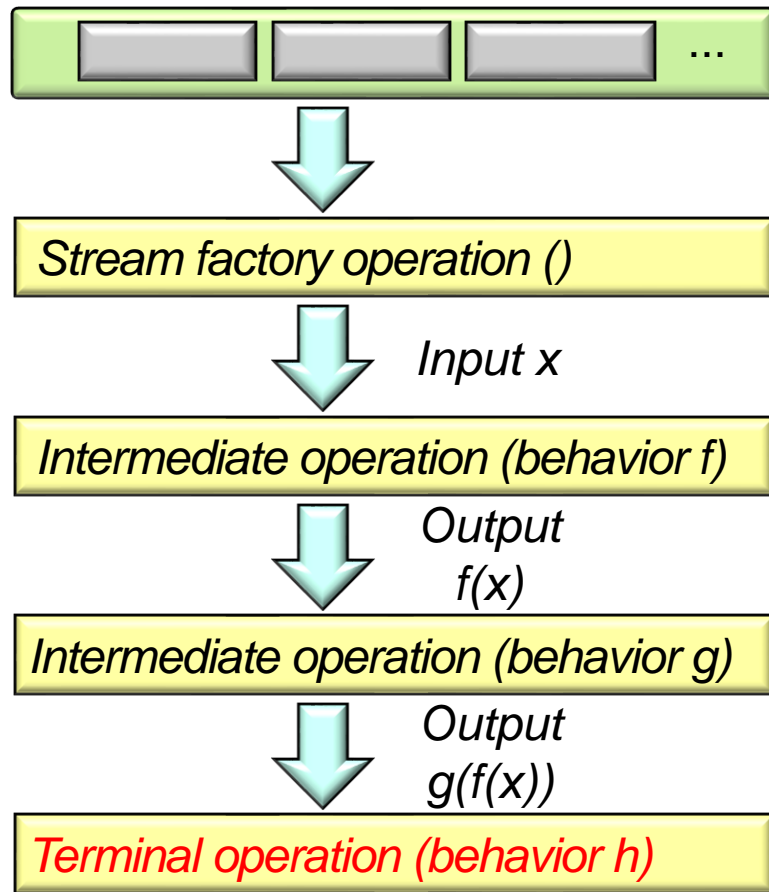 ...
Stream factory operation ()
Input x
Intermediate operation (behavior f)
Output
f(x)
Intermediate operation (behavior g)
Output
g(f(x))
Terminal operation (behavior h)